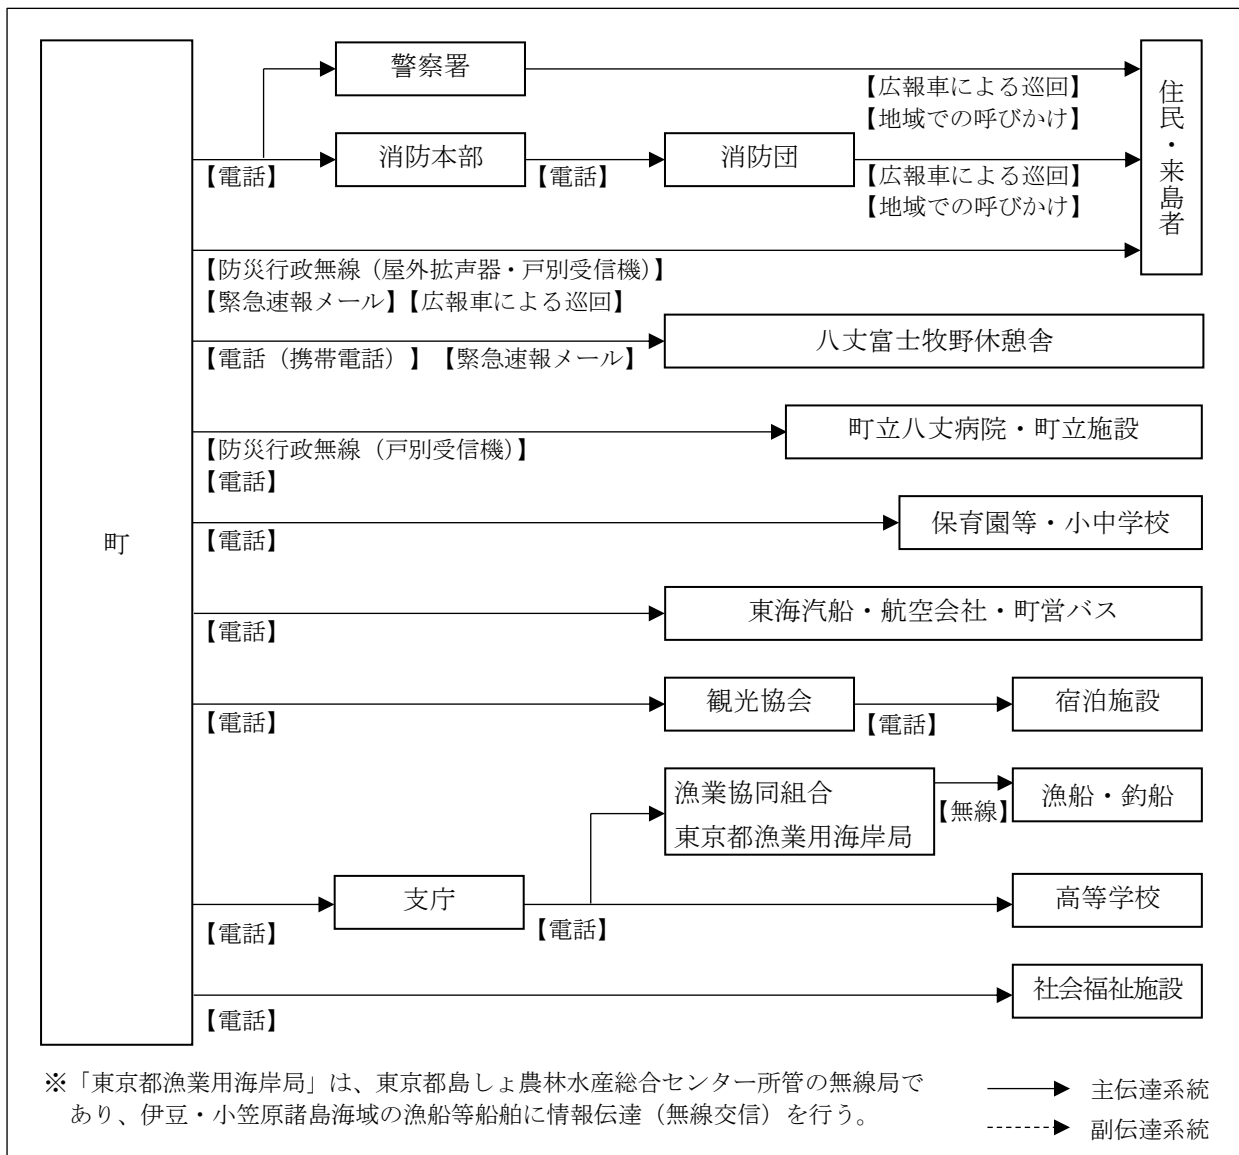 町
警察署
【広報車による巡回】
【地域での呼びかけ】
住民・来島者
【電話】
消防本部
【電話】
消防団
【広報車による巡回】
【地域での呼びかけ】
【防災行政無線（屋外拡声器・戸別受信機）】
【緊急速報メール】【広報車による巡回】
【電話（携帯電話）】【緊急速報メール】
八丈富士牧野休憩舎
【防災行政無線（戸別受信機）】
【電話】
町立八丈病院・町立施設
【電話】
保育園等・小中学校
【電話】
東海汽船・航空会社・町営バス
【電話】
観光協会
【電話】
宿泊施設
漁業協同組合
東京都漁業用海岸局
【無線】
漁船・釣船
【電話】
支庁
【電話】
高等学校
【電話】
社会福祉施設
※「東京都漁業用海岸局」は、東京都島しょ農林水産総合センター所管の無線局で
あり、伊豆・小笠原諸島海域の漁船等船舶に情報伝達（無線交信）を行う。
主伝達系統
副伝達系統